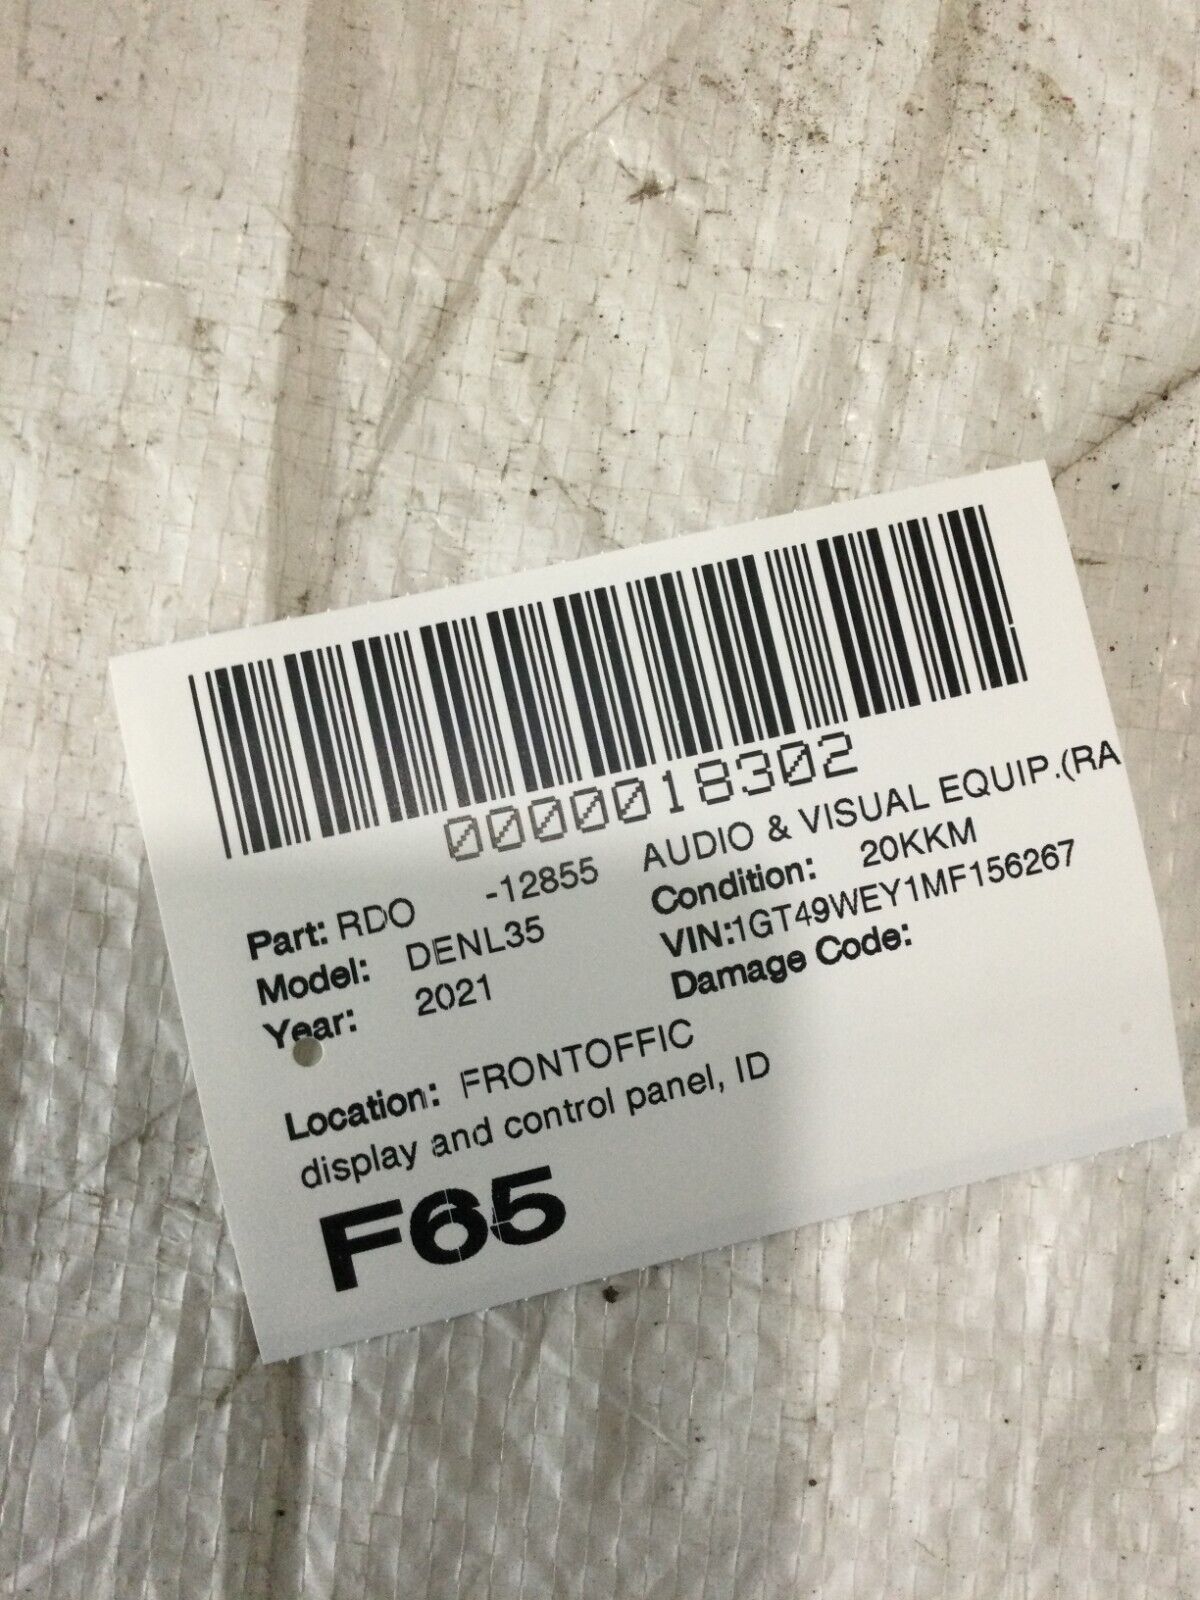 0000018302
Part: RDO -12855 AUDIO & VISUAL EQUIP.(RA
Model: DENL35 Condition: 20KKM
Year: 2021 VIN:1GT49WEY1MF156267
Damage Code:
Location: FRONTOFFIC
display and control panel, ID
F65